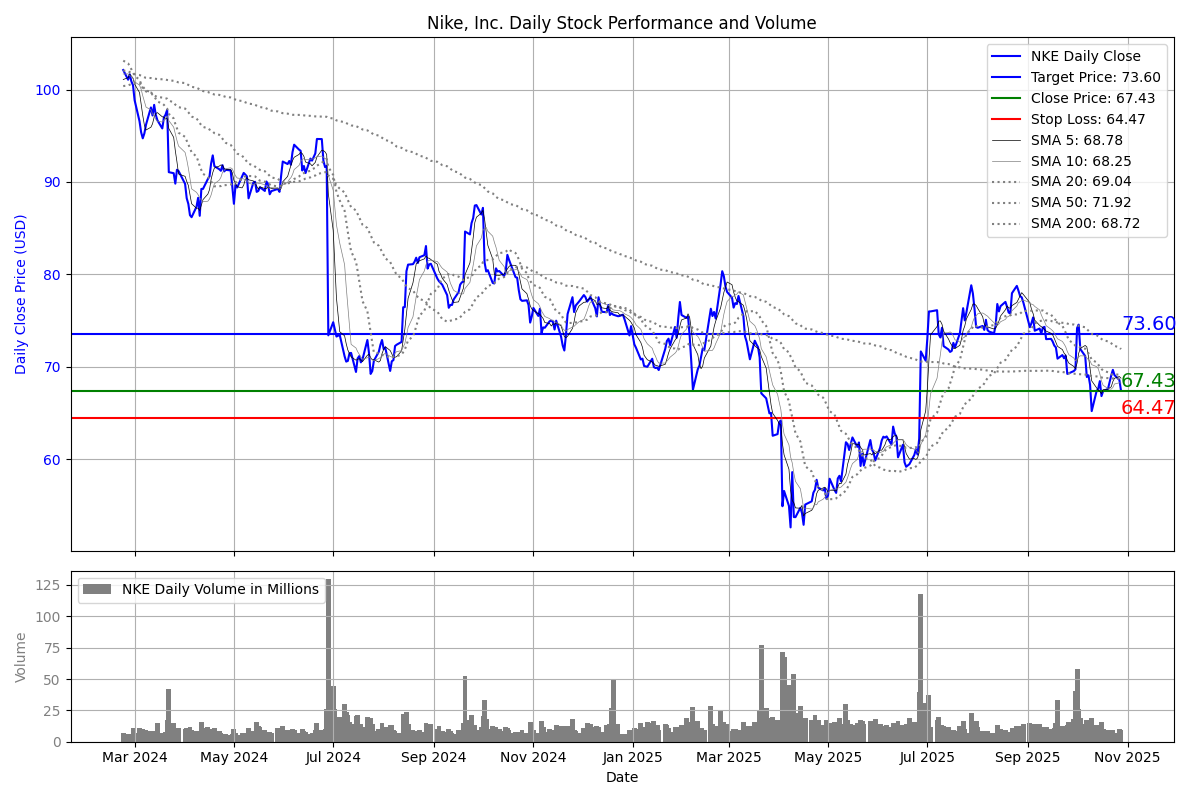 Nike, Inc. Daily Stock Performance and Volume
Daily Close Price (USD)
100
90
80
70
60
NKE Daily Close
Target Price: 73.60
Close Price: 67.43
Stop Loss: 64.47
SMA 5: 68.78
SMA 10: 68.25
SMA 20: 69.04
SMA 50: 71.92
SMA 200: 68.72
73.60
67.43
64.47
Volume
125
100
75
50
25
0
NKE Daily Volume in Millions
Mar 2024 May 2024 Jul 2024 Sep 2024 Nov 2024 Jan 2025 Mar 2025 May 2025 Jul 2025 Sep 2025 Nov 2025
Date